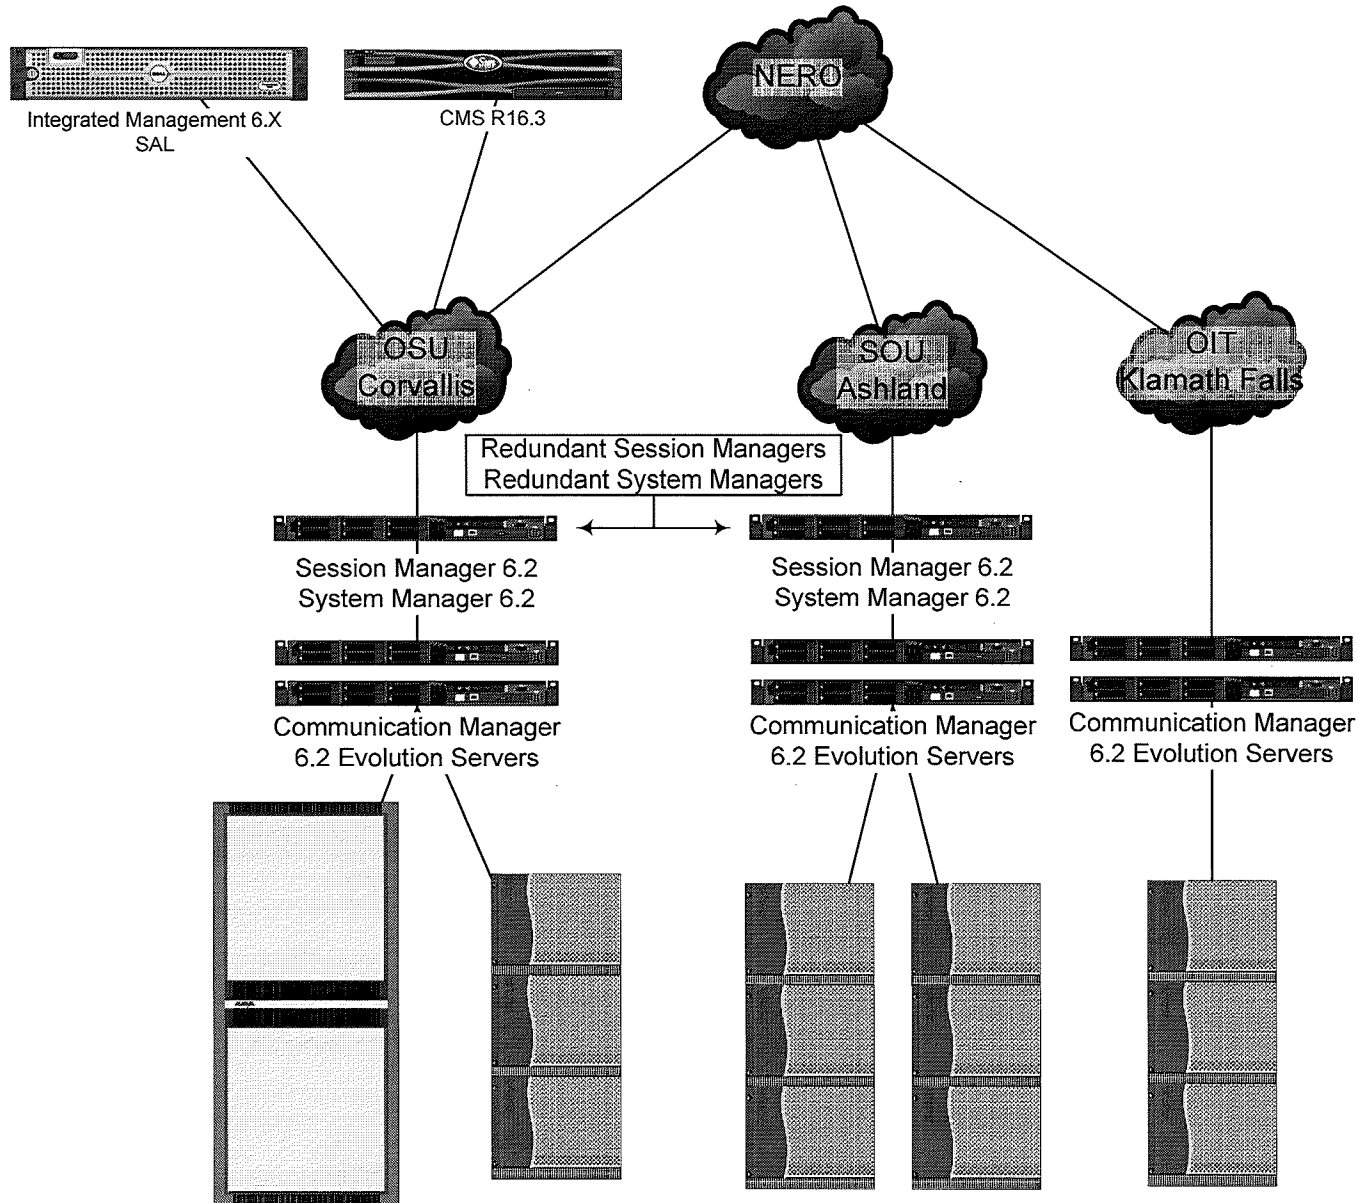 NERO
Integrated Management 6.X
SAL
CMS R16.3
OSU
Corvallis
SOU
Ashland
OIT
Klamath Falls
Redundant Session Managers
Redundant System Managers
Session Manager 6.2
System Manager 6.2
Session Manager 6.2
System Manager 6.2
Communication Manager
6.2 Evolution Servers
Communication Manager
6.2 Evolution Servers
Communication Manager
6.2 Evolution Servers